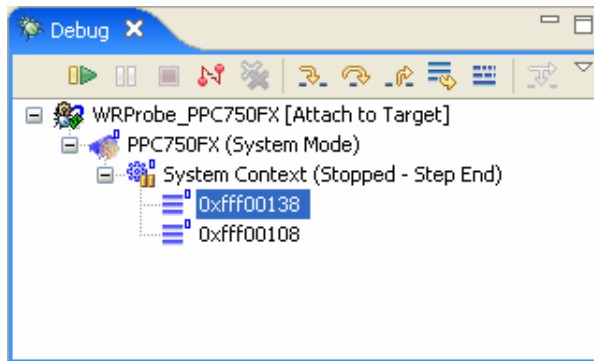 Debug
WRProbe_PPC750FX [Attach to Target]
PPC750FX (System Mode)
System Context (Stopped - Step End)
0xfff00138
0xfff00108